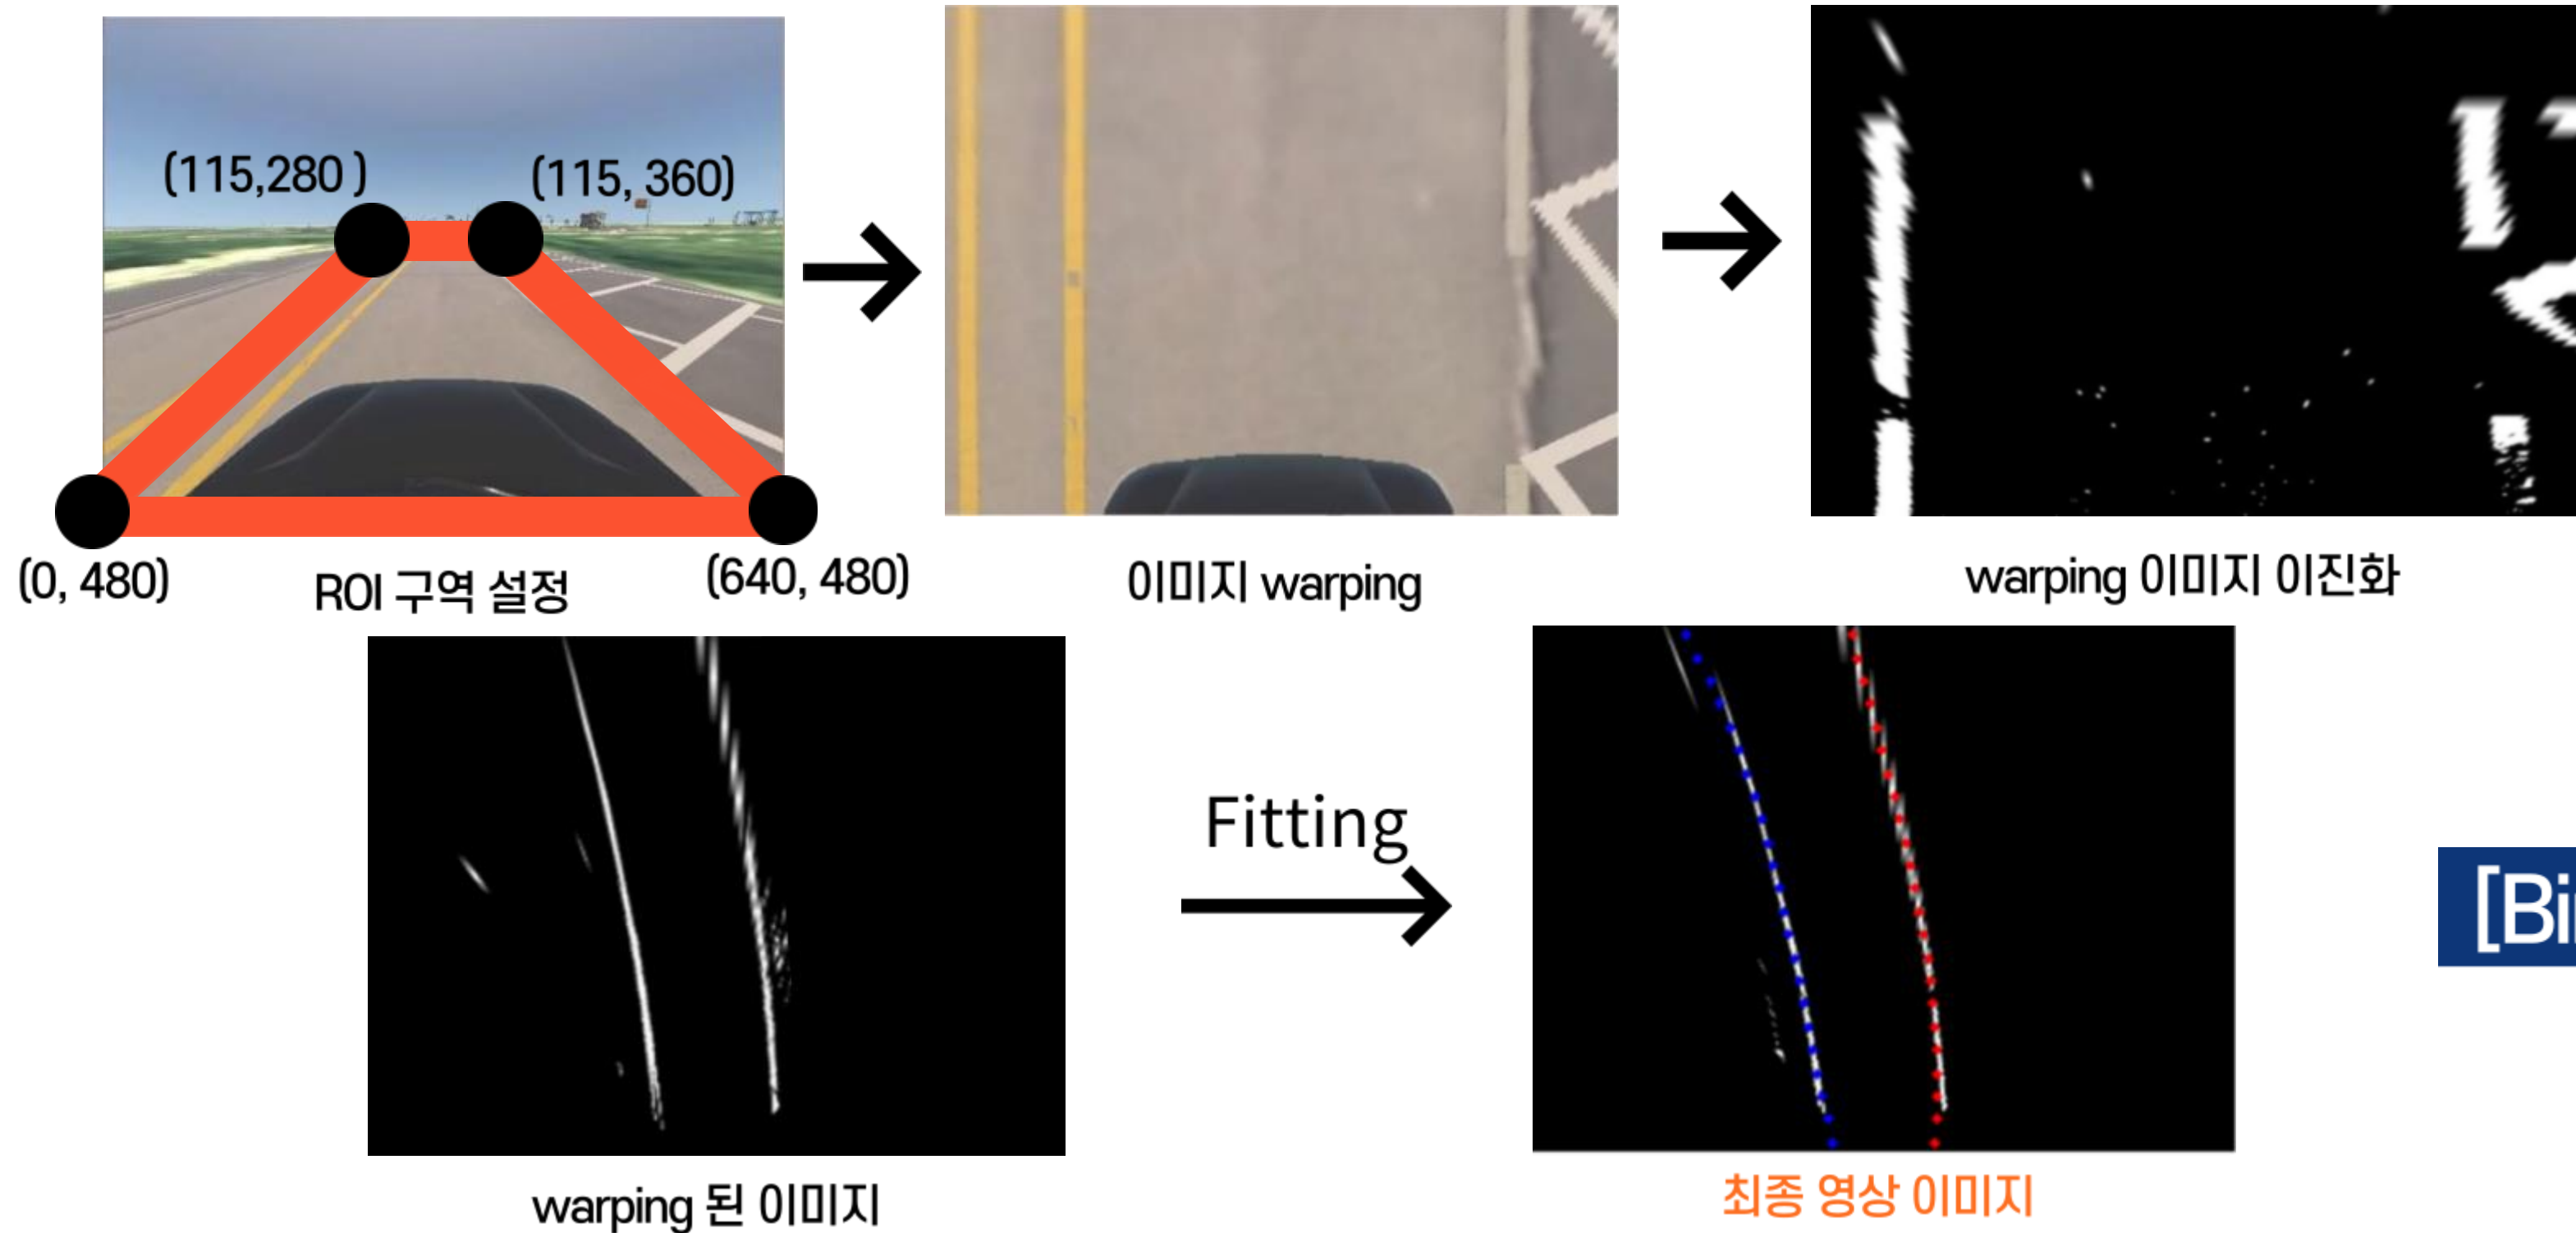 (115,280 )
(115, 360)
(0, 480)
ROI 구역 설정
(640, 480)
이미지 warping
warping 이미지 이진화
Fitting
warping 된 이미지
최종 영상 이미지